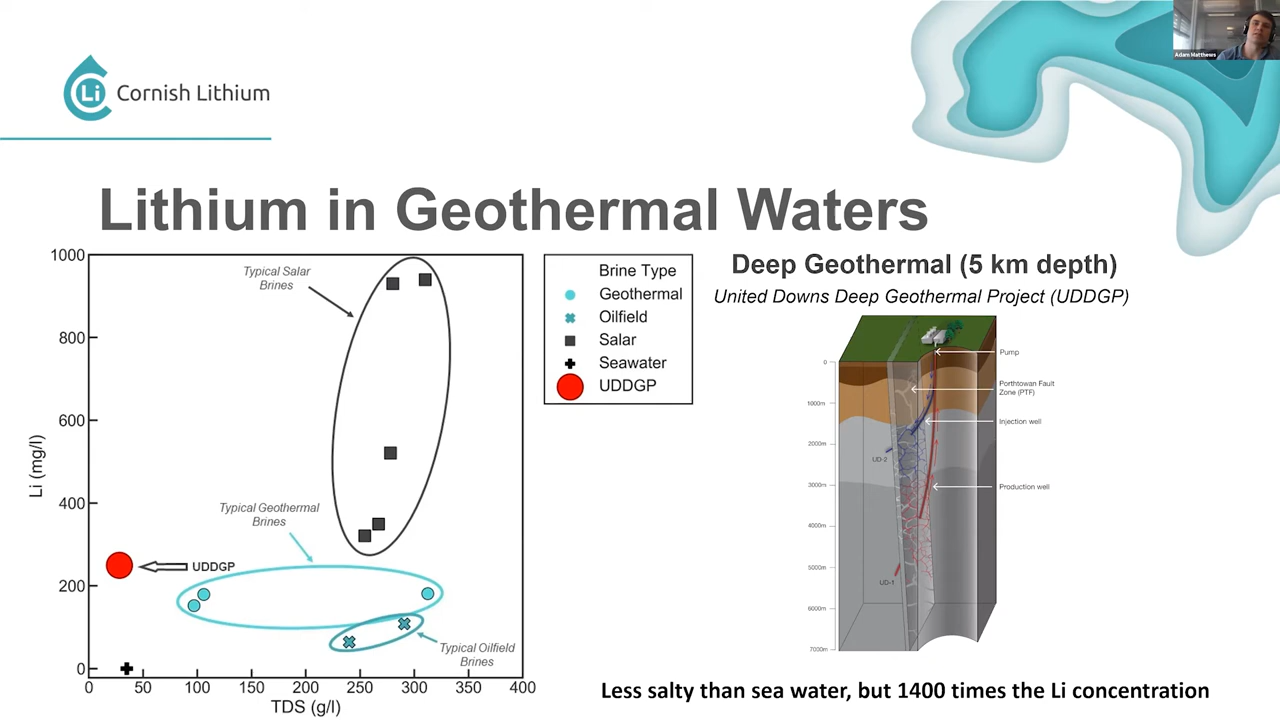 Adam Matthews
Li
Cornish Lithium
Lithium in Geothermal Waters
1000
800
600
400
200
0
Li (mg/l)
0 50 100 150 200 250 300 350 400
TDS (g/l)
Typical Salar
Brines
Typical Geothermal
Brines
UDDGP
Typical Oilfield
Brines
Brine Type
Geothermal
Oilfield
Salar
Seawater
UDDGP
Deep Geothermal (5 km depth)
United Downs Deep Geothermal Project (UDDGP)
0
1000m
2000m
3000m
4000m
5000m
6000m
7000m
Pump
Porthtowan Fault
Zone (PTF)
Injection well
UD-2
Production well
UD-1
Less salty than sea water, but 1400 times the Li concentration